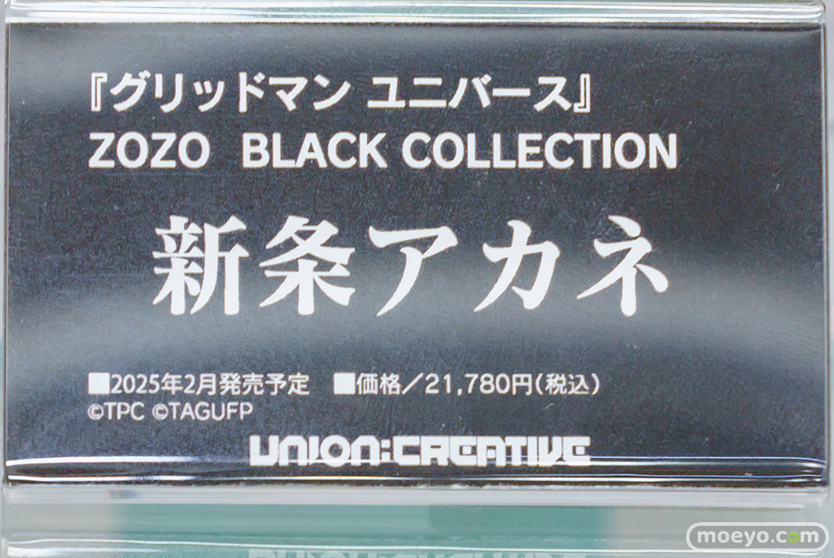 『グリッドマン ユニバース』
ZOZO BLACK COLLECTION
新条アカネ
■2025年2月発売予定 ■価格／21,780円(税込)
©TPC ©TAGUFP
UNION:CREATIVE
moeyo.com